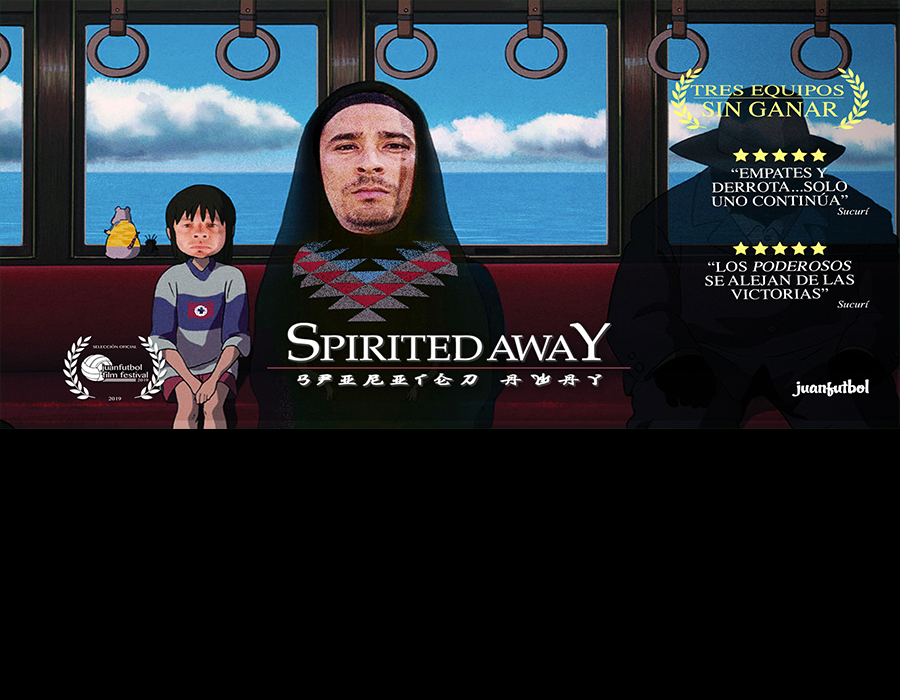 TRES EQUIPOS
SIN GANAR
“EMPATES Y
DERROTA...SOLO
UNO CONTINÚA”
Sucurí
“LOS PODEROSOS
SE ALEJAN DE LAS
VICTORIAS”
Sucurí
SPIRITED AWAY
SELECCIÓN OFICIAL
juanfutbol
film festival
2019
2019
juanfutbol